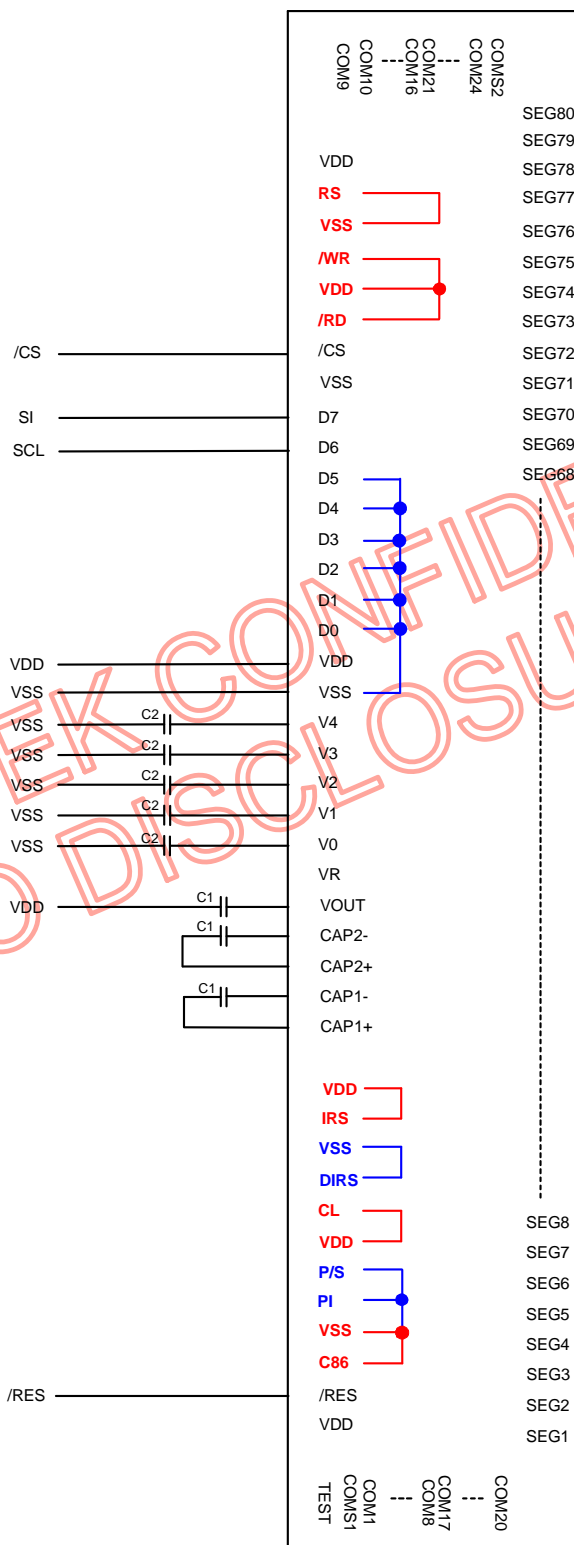 COMS2
COM24
----
COM21
COM16
-----
COM10
COM9
SEG80
SEG79
VDD
SEG78
RS
SEG77
VSS
SEG76
/WR
SEG75
VDD
SEG74
/RD
SEG73
/CS
/CS
SEG72
VSS
SEG71
SI
D7
SEG70
SCL
D6
SEG69
D5
SEG68
D4
D3
D2
D1
D0
VDD
VDD
VSS
VSS
VSS C2 V4
VSS C2 V3
VSS C2 V2
VSS C2 V1
VSS C2 V0
VR
VDD C1 VOUT
C1 CAP2-
CAP2+
C1 CAP1-
CAP1+
VDD
IRS
VSS
DIRS
CL
SEG8
VDD
SEG7
P/S
SEG6
PI
SEG5
VSS
SEG4
C86
SEG3
/RES
/RES
SEG2
VDD
SEG1
COM20
---
COM17
COM8
----
COM1
COMS1
TEST
EK CONFIDE
O DISCLOSU